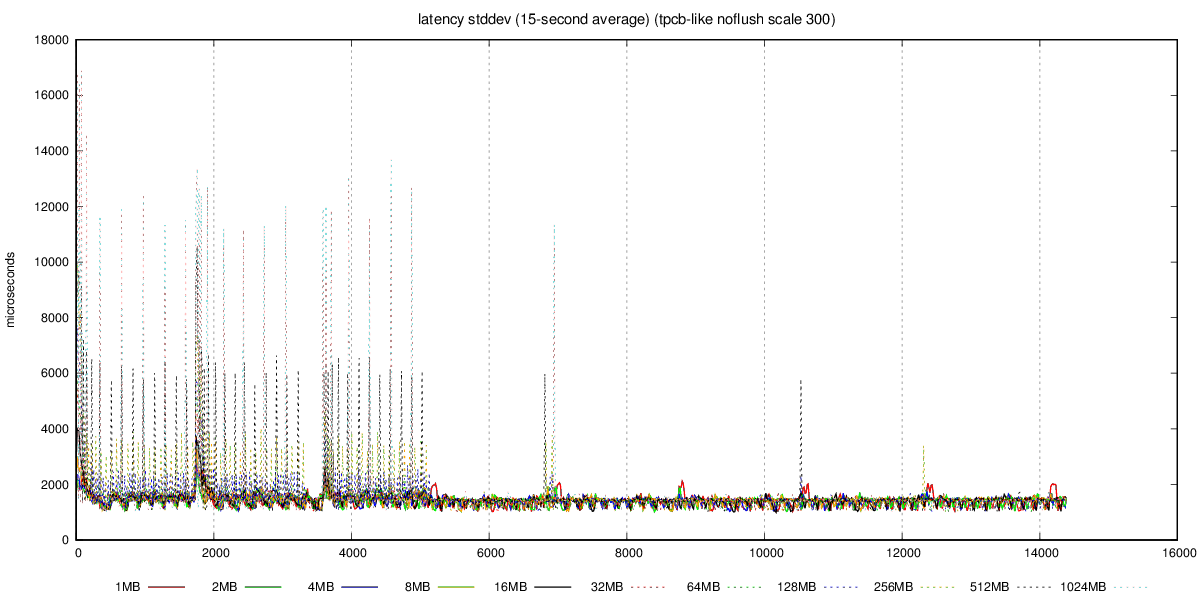 latency stddev (15-second average) (tpcb-like noflush scale 300)
18000
16000
14000
12000
10000
8000
6000
4000
2000
0
microseconds
0 2000 4000 6000 8000 10000 12000 14000 16000
1MB 2MB 4MB 8MB 16MB 32MB 64MB 128MB 256MB 512MB 1024MB